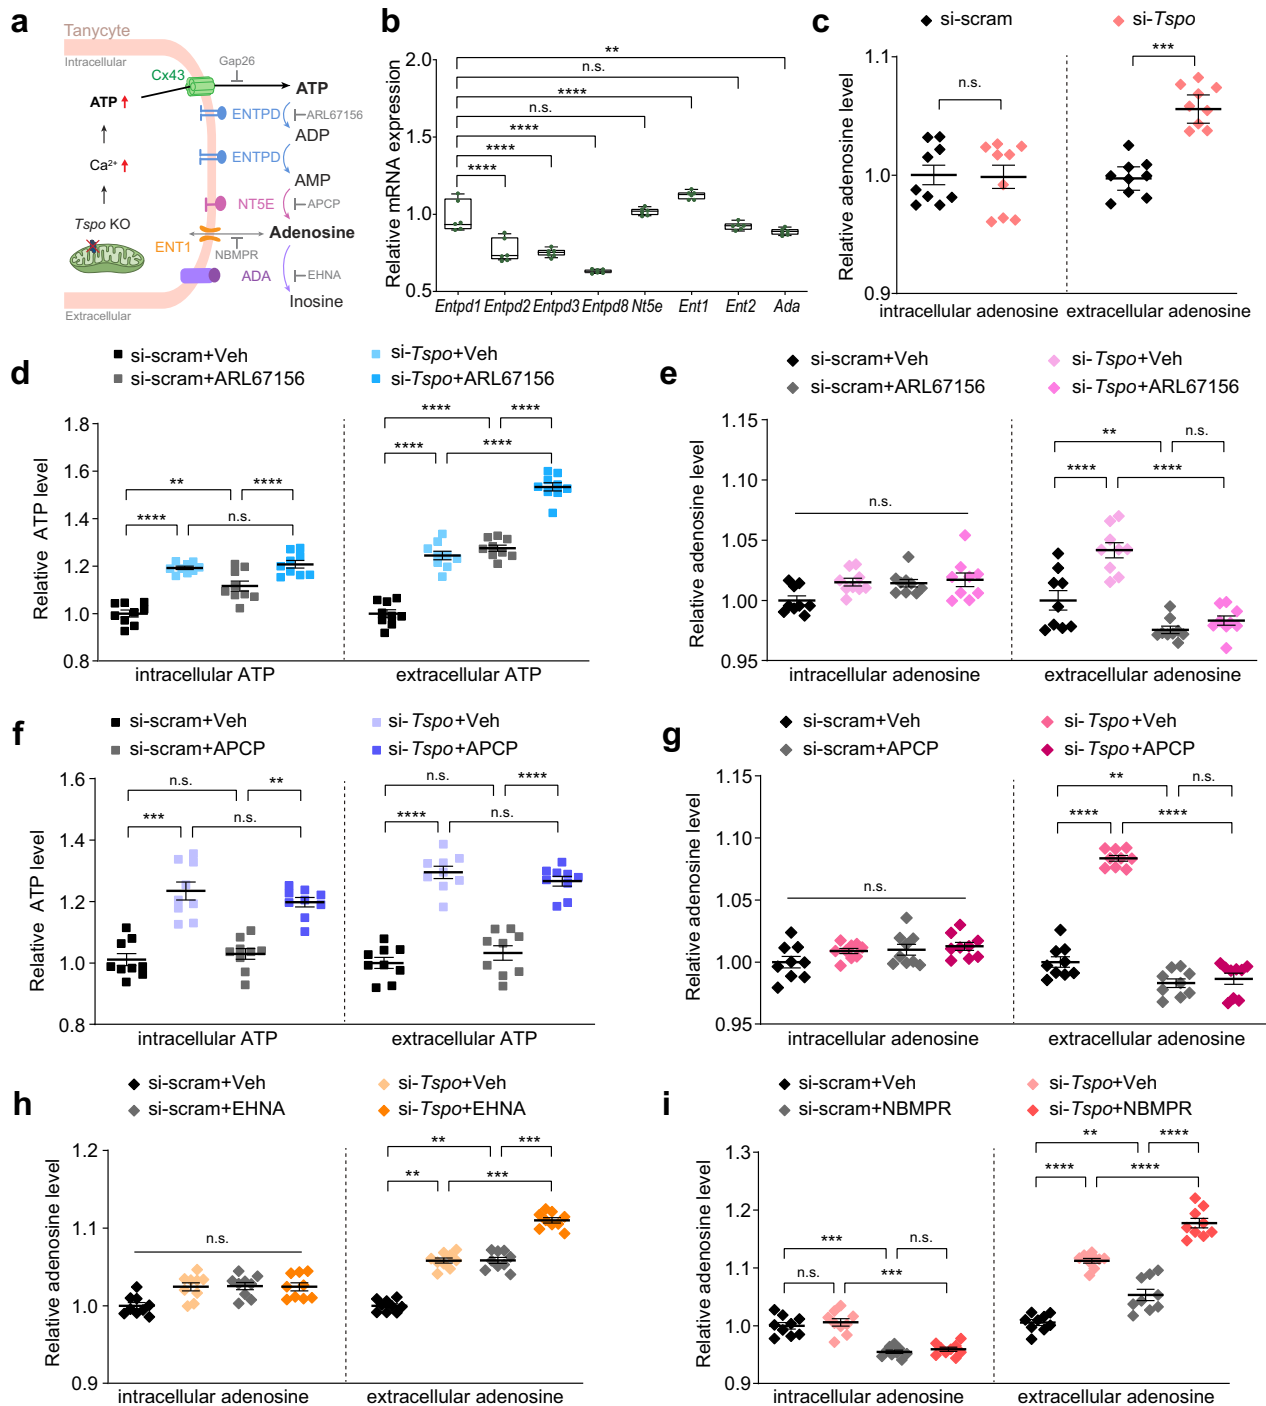 a
Tanycyte
Intracellular
Cx43
Gap26
ATP
ATP
ENTPD
ARL67156
ADP
Ca²⁺
ENTPD
AMP
NT5E
APCP
Tspo KO
Adenosine
ENT1
NBMPR
ADA
EHNA
Inosine
Extracellular
b
Relative mRNA expression
2.0
1.5
1.0
0.5
**
n.s.
****
n.s.
****
****
****
Entpd1 Entpd2 Entpd3 Entpd8 Nt5e Ent1 Ent2 Ada
c
si-scram si-Tspo
Relative adenosine level
1.1
1.0
0.9
n.s.
***
intracellular adenosine extracellular adenosine
d
si-scram+Veh si-Tspo+Veh
si-scram+ARL67156 si-Tspo+ARL67156
Relative ATP level
1.8
1.6
1.4
1.2
1.0
0.8
** ****
**** n.s.
**** ****
**** ****
intracellular ATP extracellular ATP
e
si-scram+Veh si-Tspo+Veh
si-scram+ARL67156 si-Tspo+ARL67156
Relative adenosine level
1.15
1.10
1.05
1.00
0.95
n.s.
** n.s.
**** ****
intracellular adenosine extracellular adenosine
f
si-scram+Veh si-Tspo+Veh
si-scram+APCP si-Tspo+APCP
Relative ATP level
1.6
1.4
1.2
1.0
0.8
n.s. **
*** n.s.
n.s. ****
**** n.s.
intracellular ATP extracellular ATP
g
si-scram+Veh si-Tspo+Veh
si-scram+APCP si-Tspo+APCP
Relative adenosine level
1.15
1.10
1.05
1.00
0.95
n.s.
** n.s.
**** ****
intracellular adenosine extracellular adenosine
h
si-scram+Veh si-Tspo+Veh
si-scram+EHNA si-Tspo+EHNA
Relative adenosine level
1.2
1.1
1.0
0.9
n.s.
** ***
** ***
intracellular adenosine extracellular adenosine
i
si-scram+Veh si-Tspo+Veh
si-scram+NBMPR si-Tspo+NBMPR
Relative adenosine level
1.3
1.2
1.1
1.0
0.9
*** n.s.
n.s. ***
** ****
**** ****
intracellular adenosine extracellular adenosine